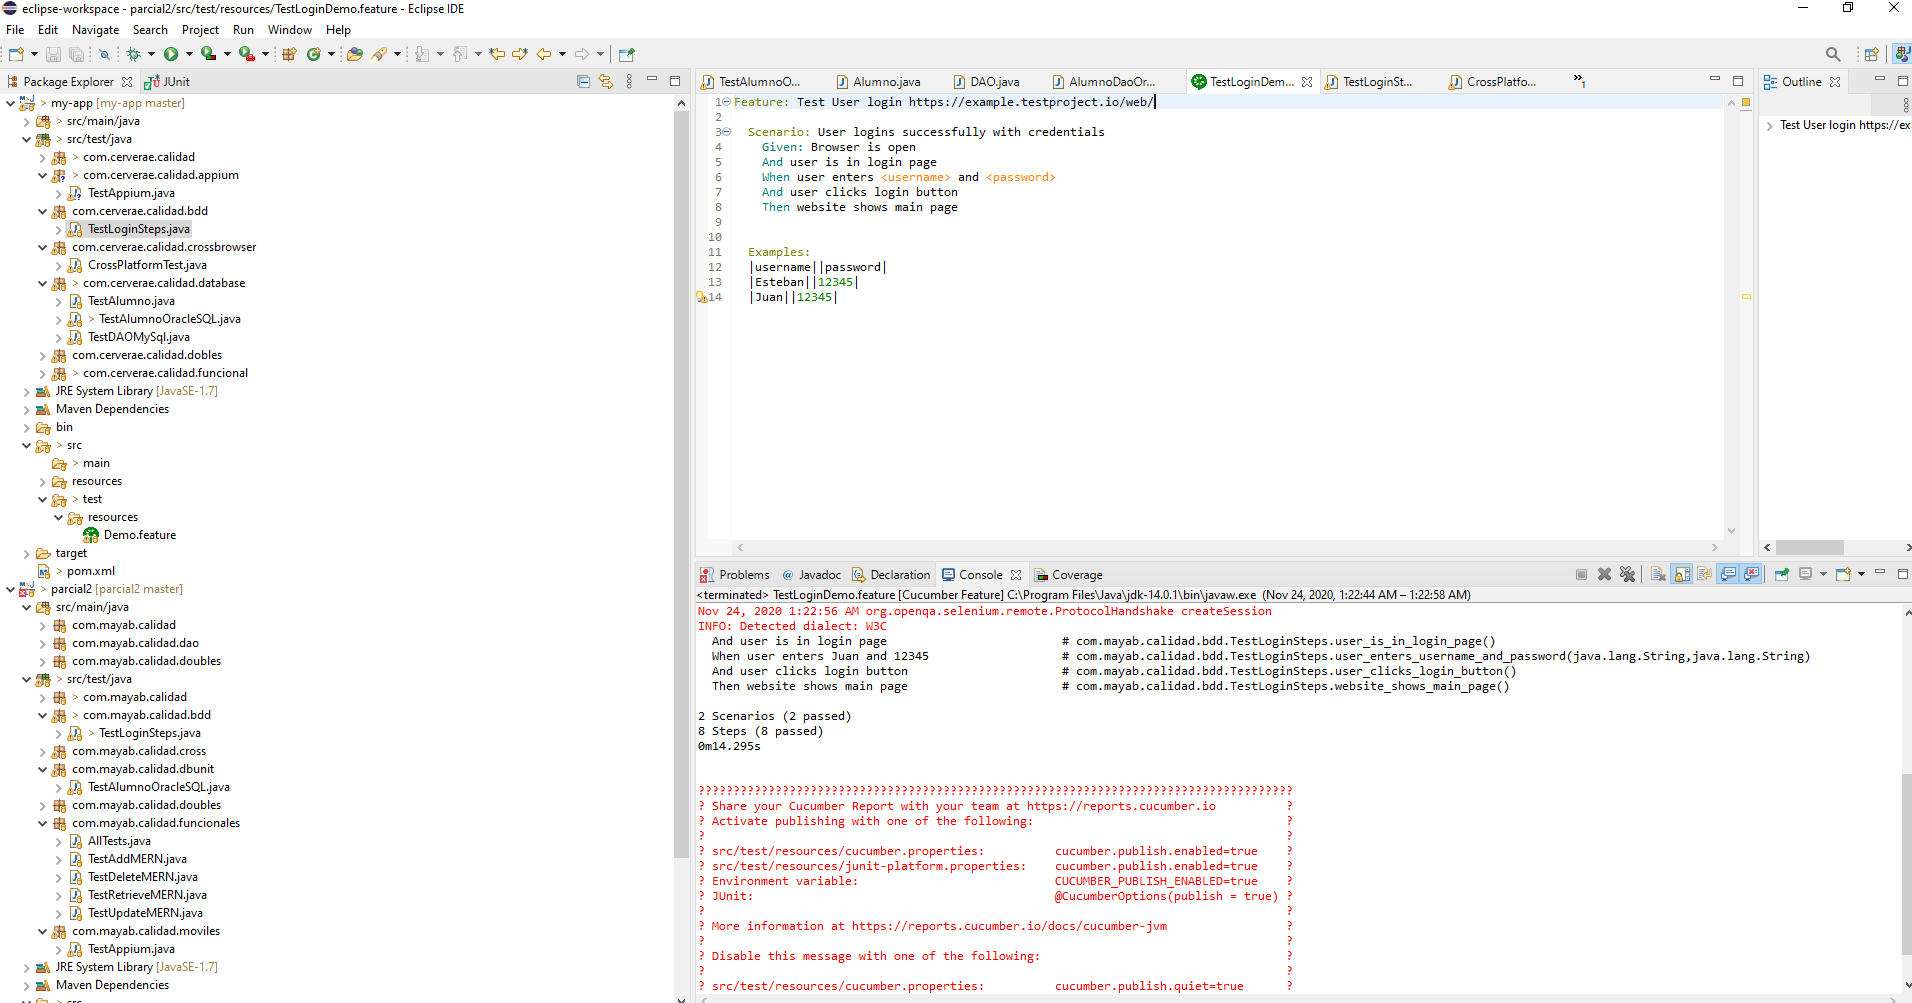 eclipse-workspace - parcial2/src/test/resources/TestLoginDemo.feature - Eclipse IDE
File Edit Navigate Search Project Run Window Help
Package Explorer JUnit
my-app [my-app master]
> src/main/java
> src/test/java
> com.cerverae.calidad
> com.cerverae.calidad.appium
TestAppium.java
com.cerverae.calidad.bdd
TestLoginSteps.java
com.cerverae.calidad.crossbrowser
CrossPlatformTest.java
> com.cerverae.calidad.database
TestAlumno.java
> TestAlumnoOracleSQL.java
TestDAOMySql.java
com.cerverae.calidad.dobles
> com.cerverae.calidad.funcional
JRE System Library [JavaSE-1.7]
Maven Dependencies
bin
> src
> main
resources
> test
resources
Demo.feature
target
> pom.xml
> parcial2 [parcial2 master]
src/main/java
com.mayab.calidad
com.mayab.calidad.dao
com.mayab.calidad.doubles
> src/test/java
> com.mayab.calidad
> com.mayab.calidad.bdd
> TestLoginSteps.java
com.mayab.calidad.cross
com.mayab.calidad.dbunit
TestAlumnoOracleSQL.java
com.mayab.calidad.doubles
com.mayab.calidad.funcionales
AllTests.java
TestAddMERN.java
TestDeleteMERN.java
TestRetrieveMERN.java
TestUpdateMERN.java
com.mayab.calidad.moviles
TestAppium.java
JRE System Library [JavaSE-1.7]
Maven Dependencies
> src
TestAlumnoO... Alumno.java DAO.java AlumnoDaoOr... TestLoginDem... TestLoginSt... CrossPlatfo... »1
1 Feature: Test User login https://example.testproject.io/web/
2
3 Scenario: User logins successfully with credentials
4 Given: Browser is open
5 And user is in login page
6 When user enters <username> and <password>
7 And user clicks login button
8 Then website shows main page
9
10
11 Examples:
12 |username||password|
13 |Esteban||12345|
14 |Juan||12345|
Outline
Test User login https://ex
Problems @ Javadoc Declaration Console Coverage
<terminated> TestLoginDemo.feature [Cucumber Feature] C:\Program Files\Java\jdk-14.0.1\bin\javaw.exe (Nov 24, 2020, 1:22:44 AM – 1:22:58 AM)
Nov 24, 2020 1:22:56 AM org.openqa.selenium.remote.ProtocolHandshake createSession
INFO: Detected dialect: W3C
And user is in login page # com.mayab.calidad.bdd.TestLoginSteps.user_is_in_login_page()
When user enters Juan and 12345 # com.mayab.calidad.bdd.TestLoginSteps.user_enters_username_and_password(java.lang.String,java.lang.String)
And user clicks login button # com.mayab.calidad.bdd.TestLoginSteps.user_clicks_login_button()
Then website shows main page # com.mayab.calidad.bdd.TestLoginSteps.website_shows_main_page()
2 Scenarios (2 passed)
8 Steps (8 passed)
0m14.295s
?????????????????????????????????????????????????????????????????????????????????????
? Share your Cucumber Report with your team at https://reports.cucumber.io ?
? Activate publishing with one of the following: ?
? ?
? src/test/resources/cucumber.properties: cucumber.publish.enabled=true ?
? src/test/resources/junit-platform.properties: cucumber.publish.enabled=true ?
? Environment variable: CUCUMBER_PUBLISH_ENABLED=true ?
? JUnit: @CucumberOptions(publish = true) ?
? ?
? More information at https://reports.cucumber.io/docs/cucumber-jvm ?
? ?
? Disable this message with one of the following: ?
? ?
? src/test/resources/cucumber.properties: cucumber.publish.quiet=true ?